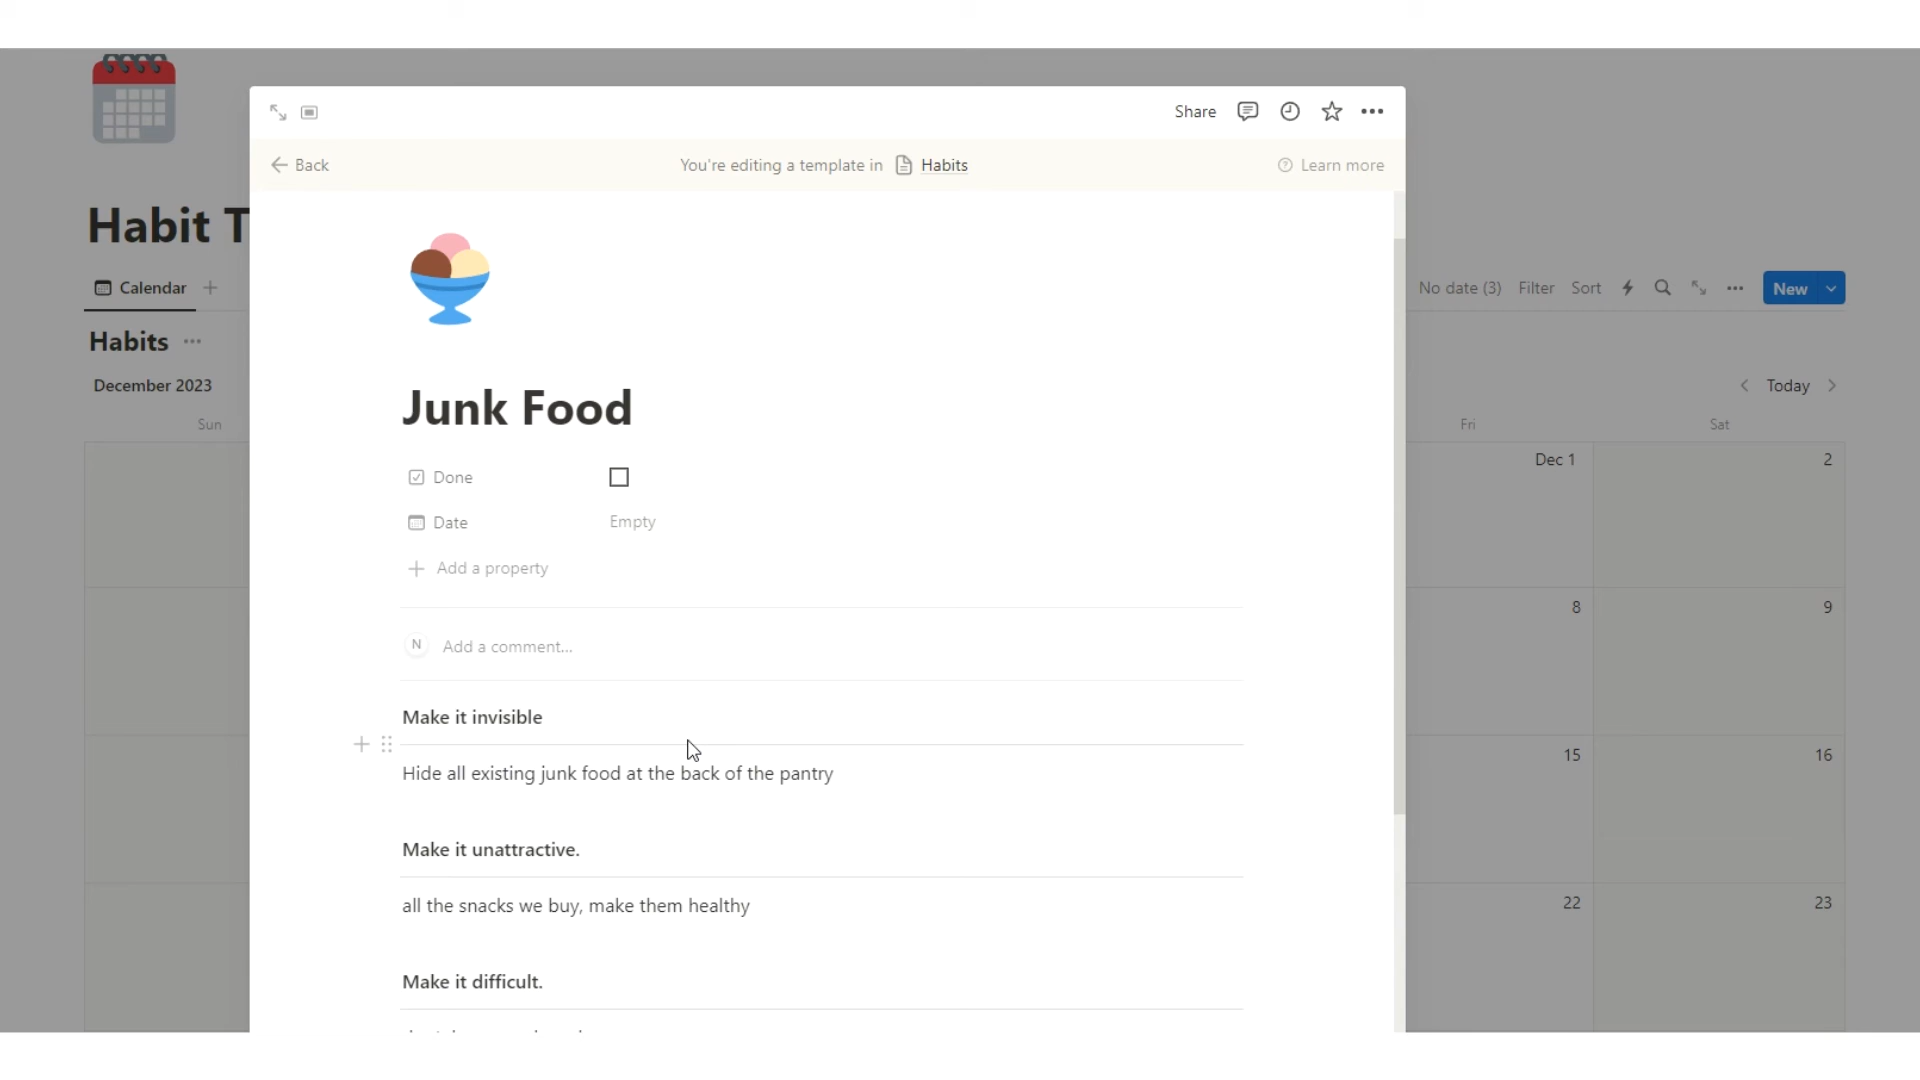 Share
Back
You're editing a template in Habits
Learn more
Habit T
Calendar
No date (3) Filter Sort
New
Habits
December 2023
Today
Sun
Fri
Sat
Junk Food
Done
Date
Empty
Add a property
N
Add a comment...
Make it invisible
Hide all existing junk food at the back of the pantry
Make it unattractive.
all the snacks we buy, make them healthy
Make it difficult.
Dec 1
2
8
9
15
16
22
23